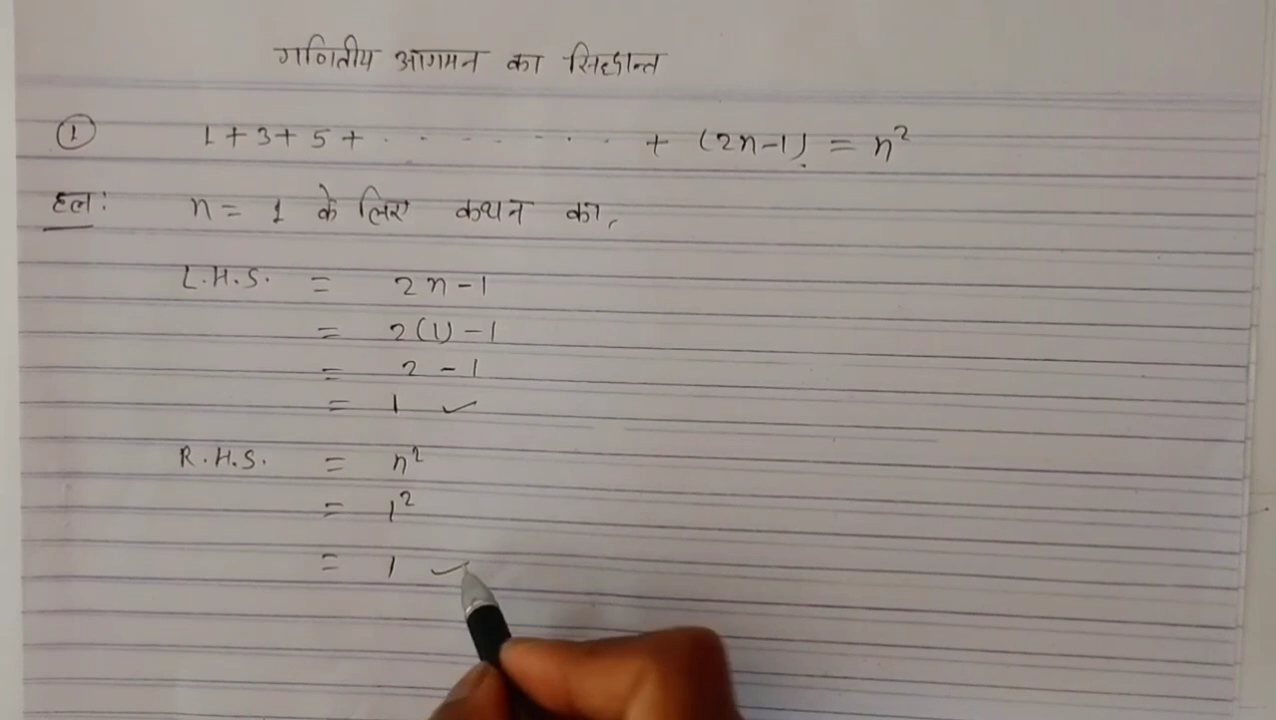 गणितीय आगमन का सिद्धान्त
① 1 + 3 + 5 + . . . . . . . . + (2n-1) = n²
हल: n = 1 के लिए कथन का,
L.H.S. = 2n - 1
= 2(1) - 1
= 2 - 1
= 1 ✓
R.H.S. = n²
= 1²
= 1 ✓